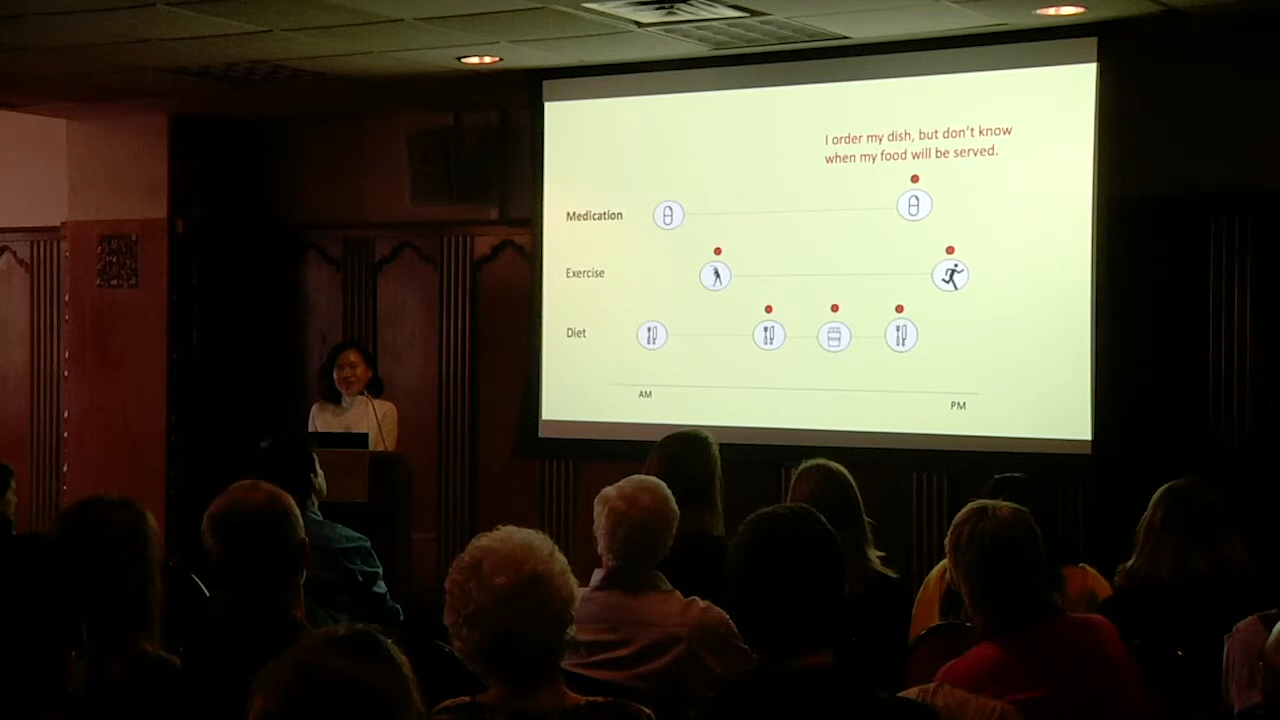 I order my dish, but don't know
when my food will be served.
Medication
Exercise
Diet
AM
PM